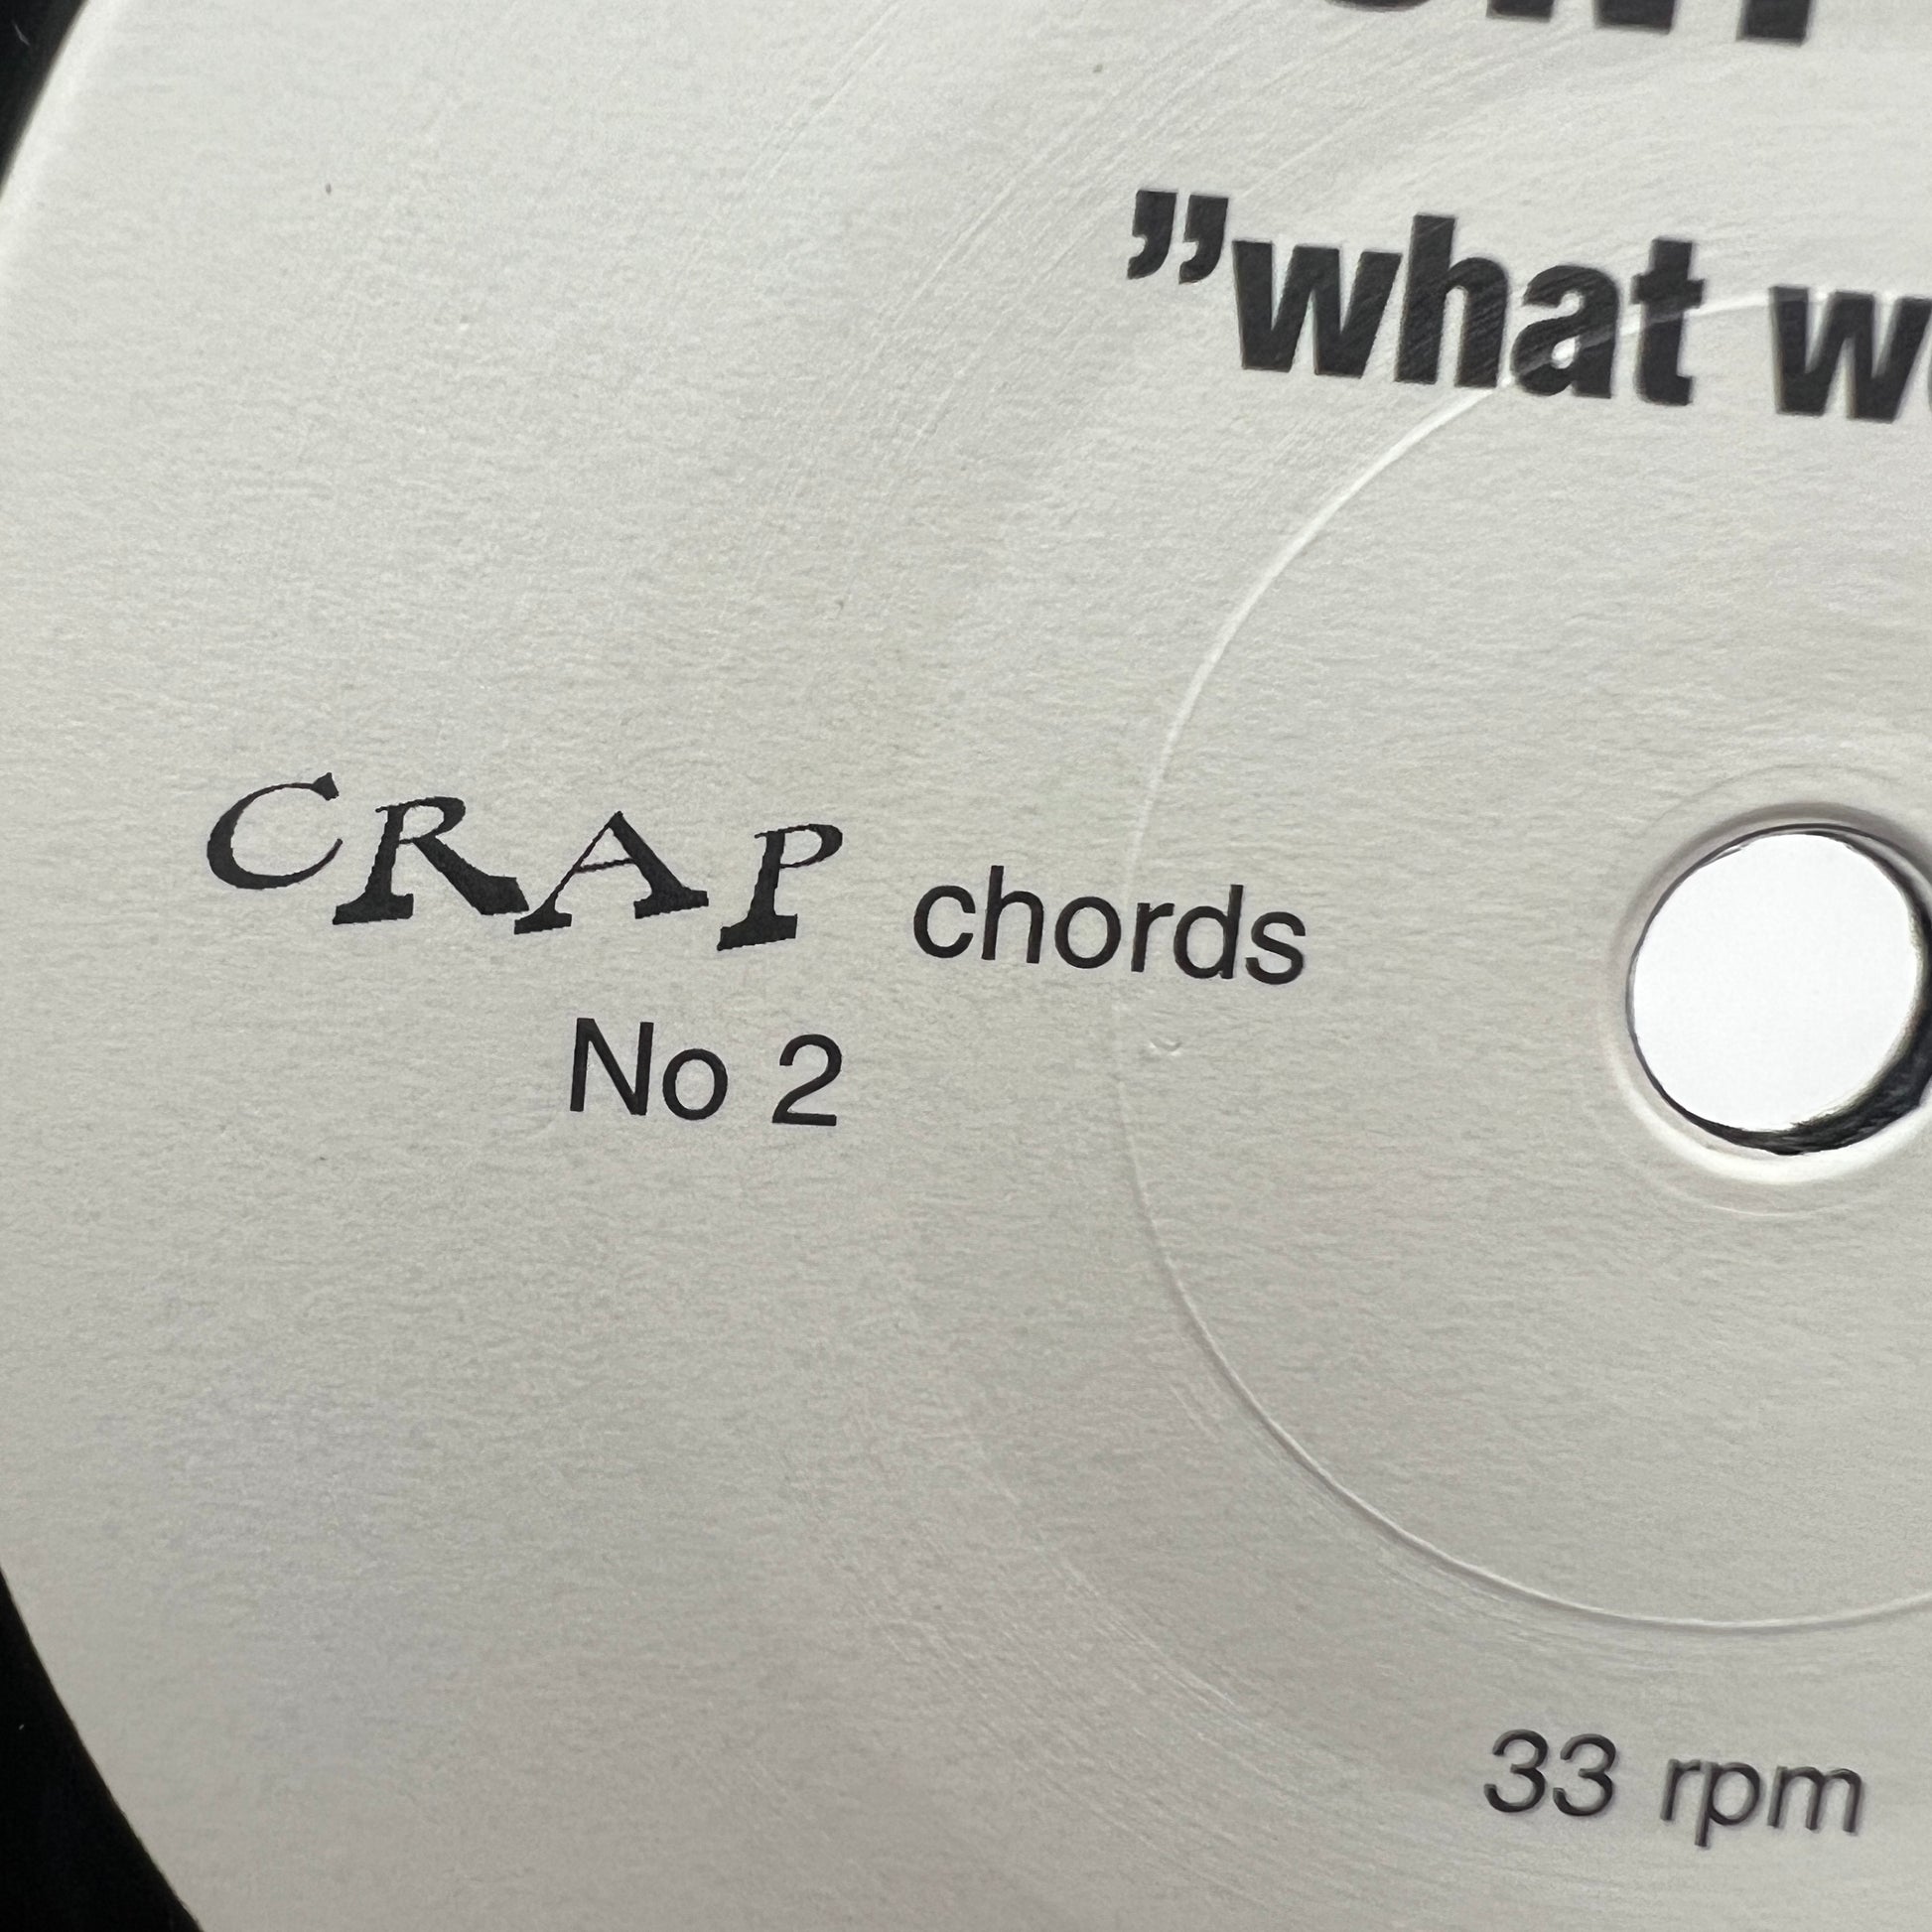 ”what
CRAP chords
No 2
33 rpm